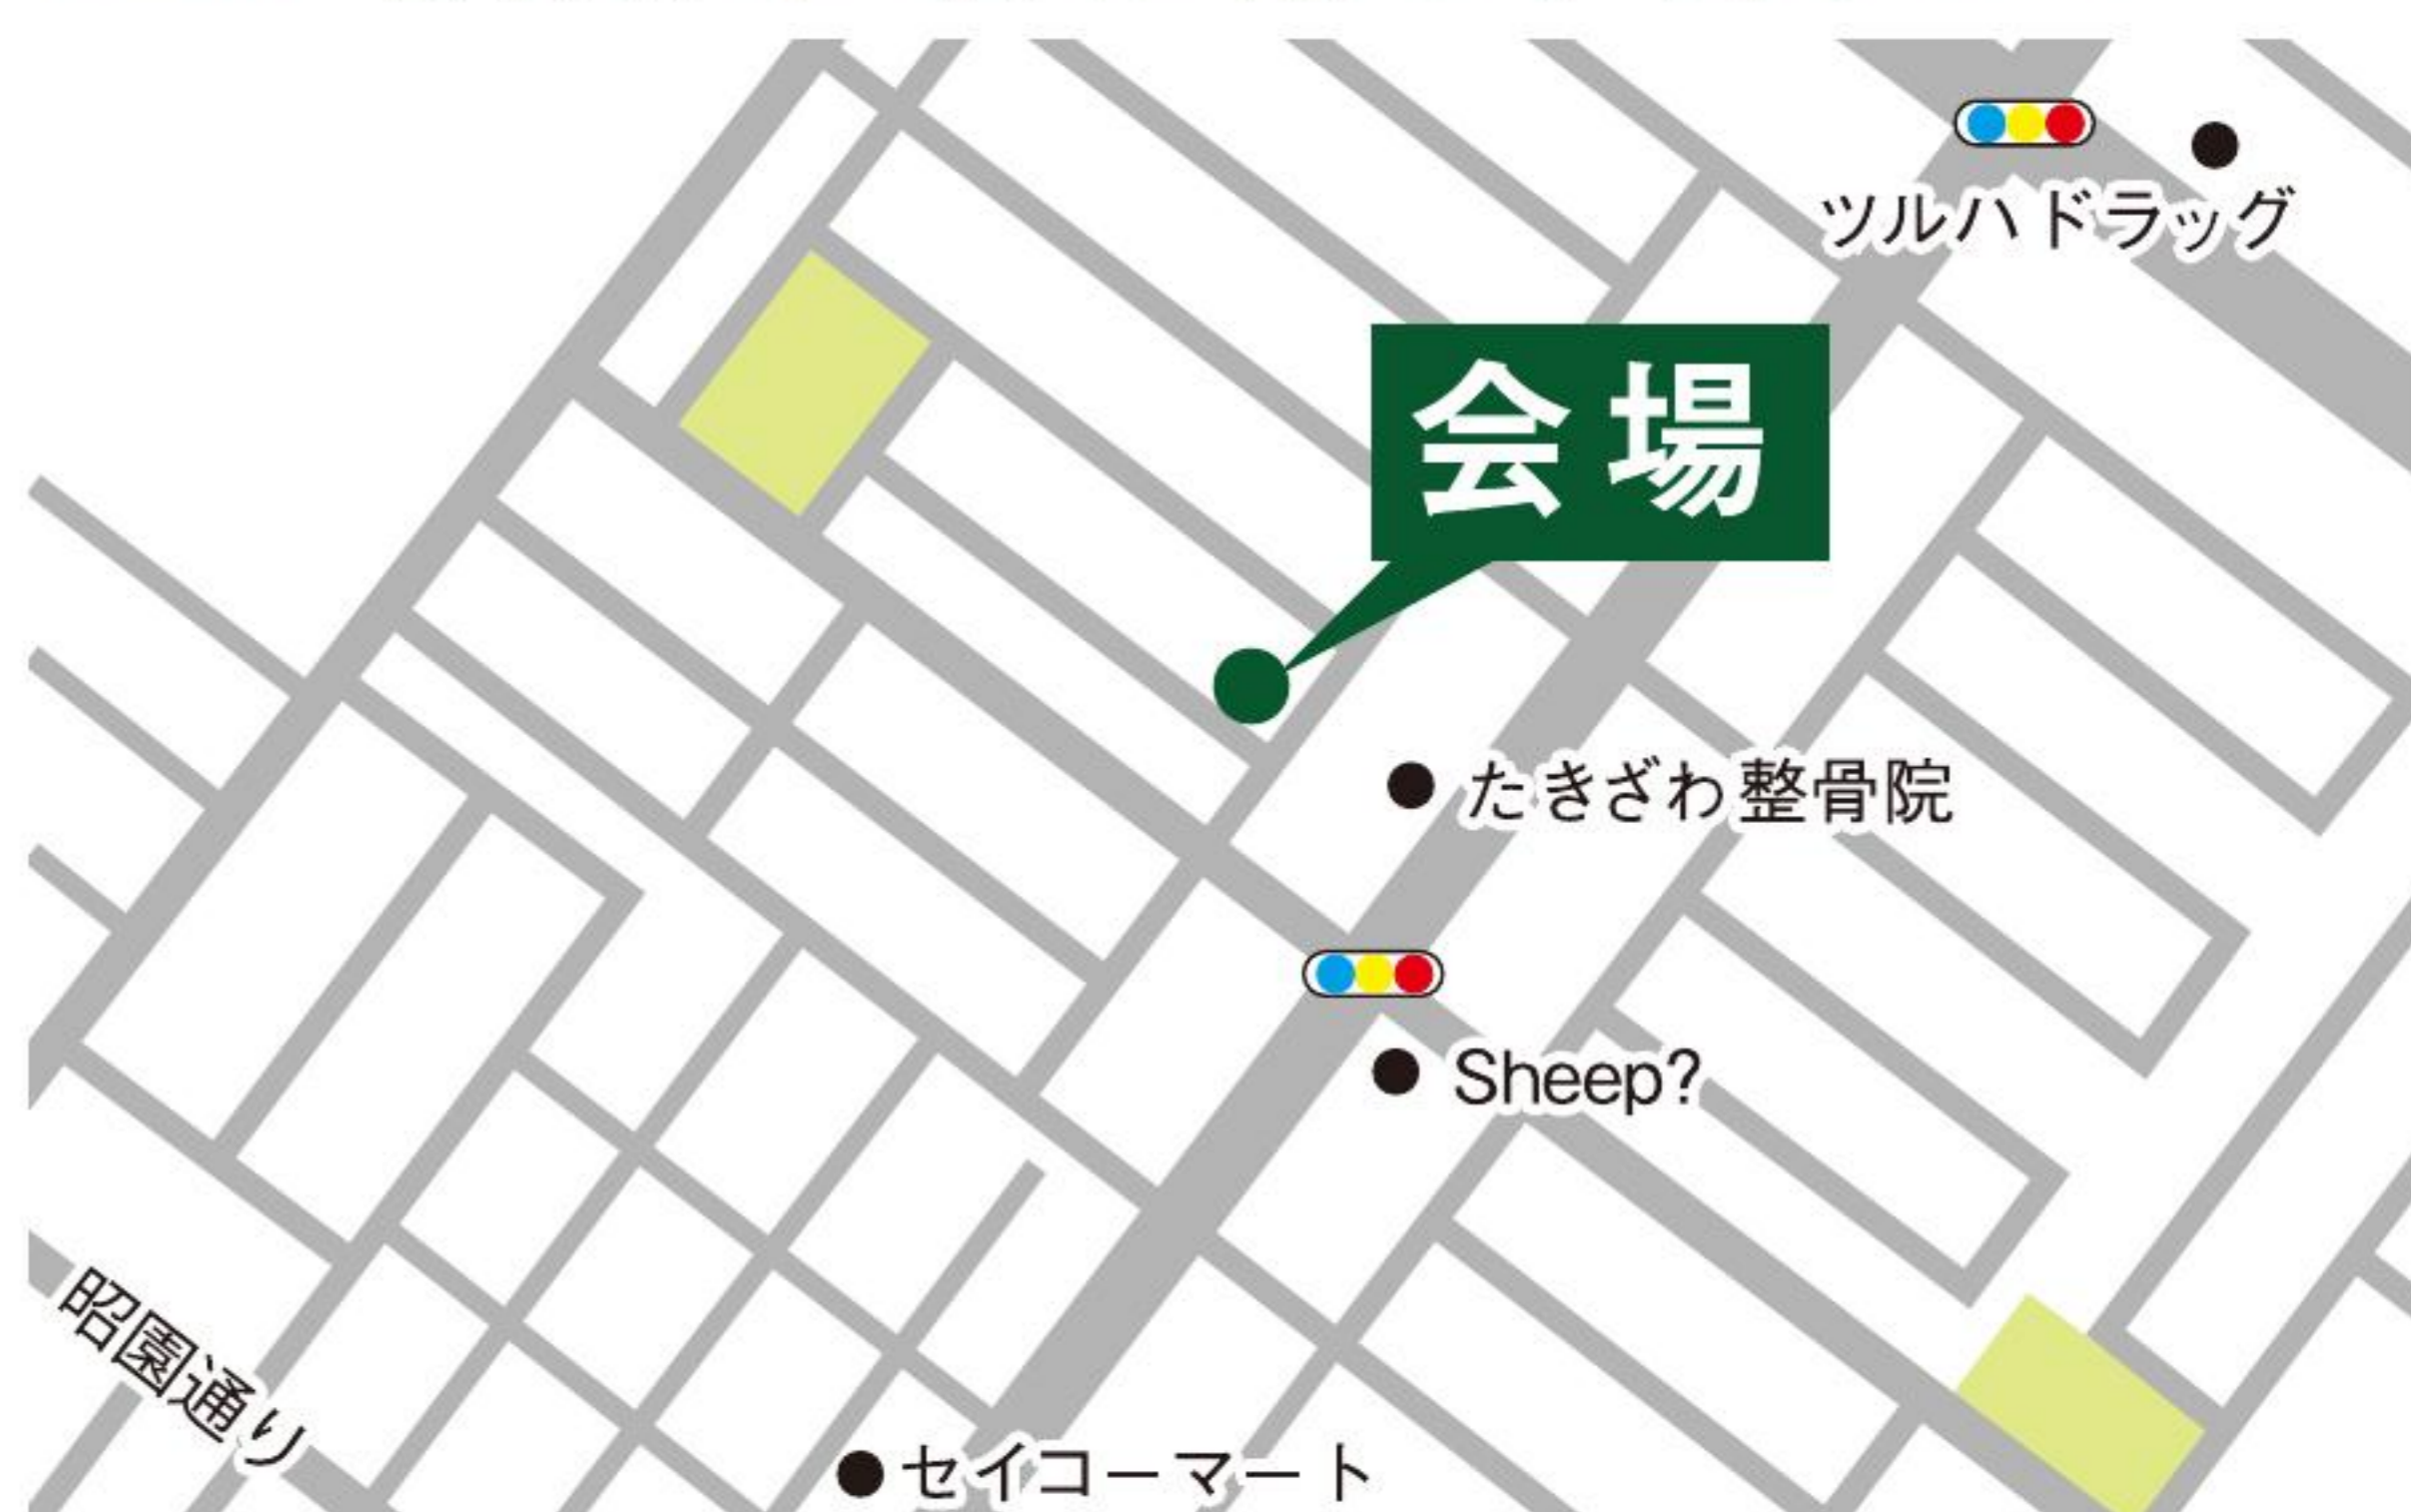 ツルハドラッグ
会場
たきざわ整骨院
Sheep?
昭園通り
セイコーマート